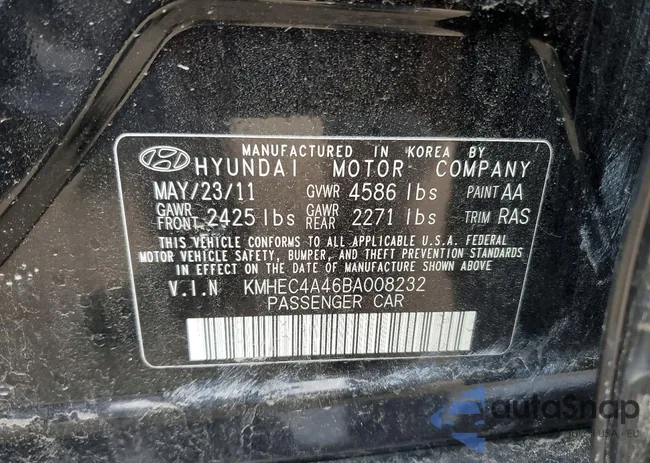 MANUFACTURED IN KOREA BY
HYUNDAI MOTOR COMPANY
MAY/23/11 GVWR 4586 lbs PAINT AA
GAWR FRONT 2425 lbs GAWR REAR 2271 lbs TRIM RAS
THIS VEHICLE CONFORMS TO ALL APPLICABLE U.S.A. FEDERAL
MOTOR VEHICLE SAFETY, BUMPER, AND THEFT PREVENTION STANDARDS
IN EFFECT ON THE DATE OF MANUFACTURE SHOWN ABOVE.
V.I.N KMHEC4A46BA008232
PASSENGER CAR
autoSnap
USA - EU